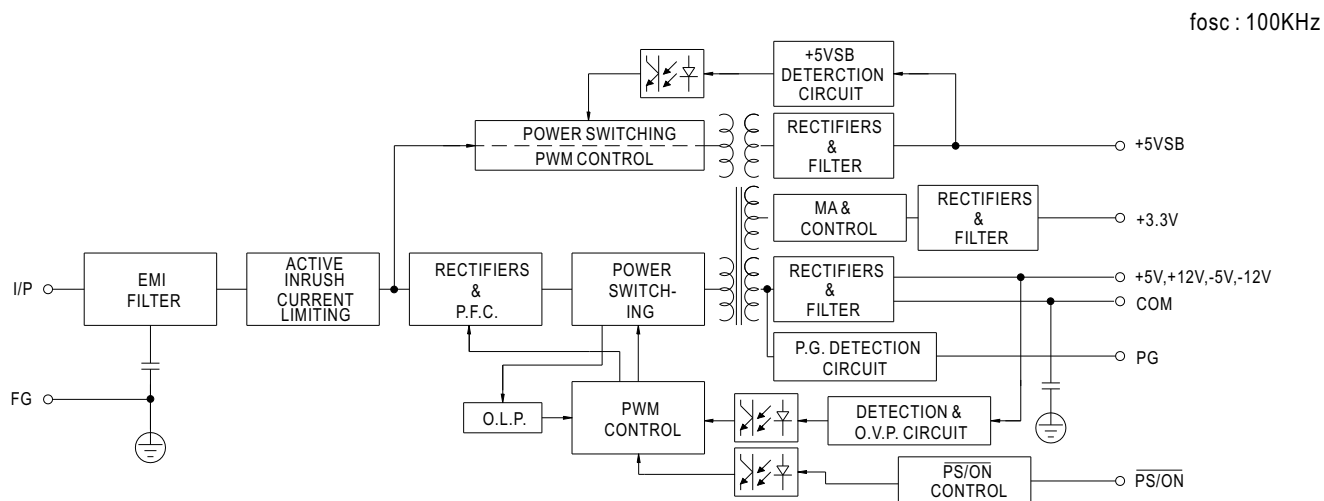 fosc : 100KHz
+5VSB
DETERCTION
CIRCUIT
POWER SWITCHING
PWM CONTROL
RECTIFIERS
&
FILTER
+5VSB
MA &
CONTROL
RECTIFIERS
&
FILTER
+3.3V
I/P
EMI
FILTER
ACTIVE
INRUSH
CURRENT
LIMITING
RECTIFIERS
&
P.F.C.
POWER
SWITCH-
ING
RECTIFIERS
&
FILTER
+5V,+12V,-5V,-12V
COM
P.G. DETECTION
CIRCUIT
PG
FG
O.L.P.
PWM
CONTROL
DETECTION &
O.V.P. CIRCUIT
PS/ON
CONTROL
PS/ON